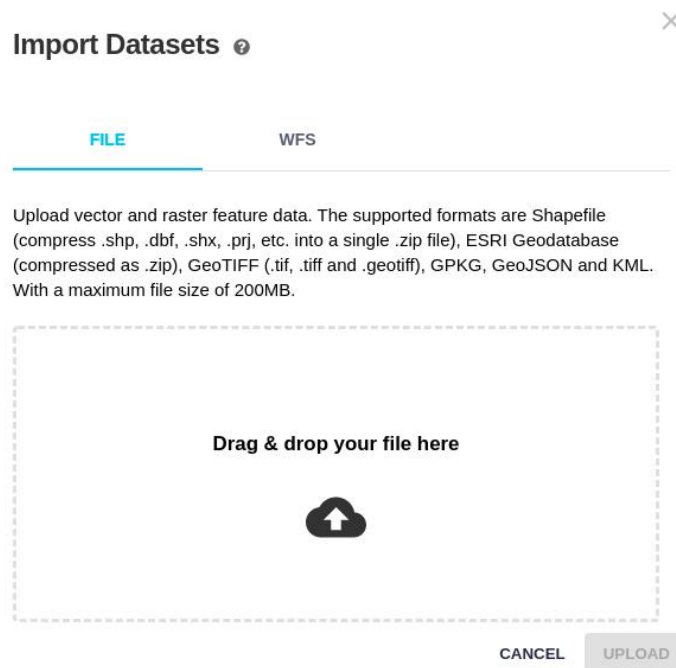 Import Datasets ?
FILE
WFS
Upload vector and raster feature data. The supported formats are Shapefile
(compress .shp, .dbf, .shx, .prj, etc. into a single .zip file), ESRI Geodatabase
(compressed as .zip), GeoTIFF (.tif, .tiff and .geotiff), GPKG, GeoJSON and KML.
With a maximum file size of 200MB.
Drag & drop your file here
CANCEL
UPLOAD